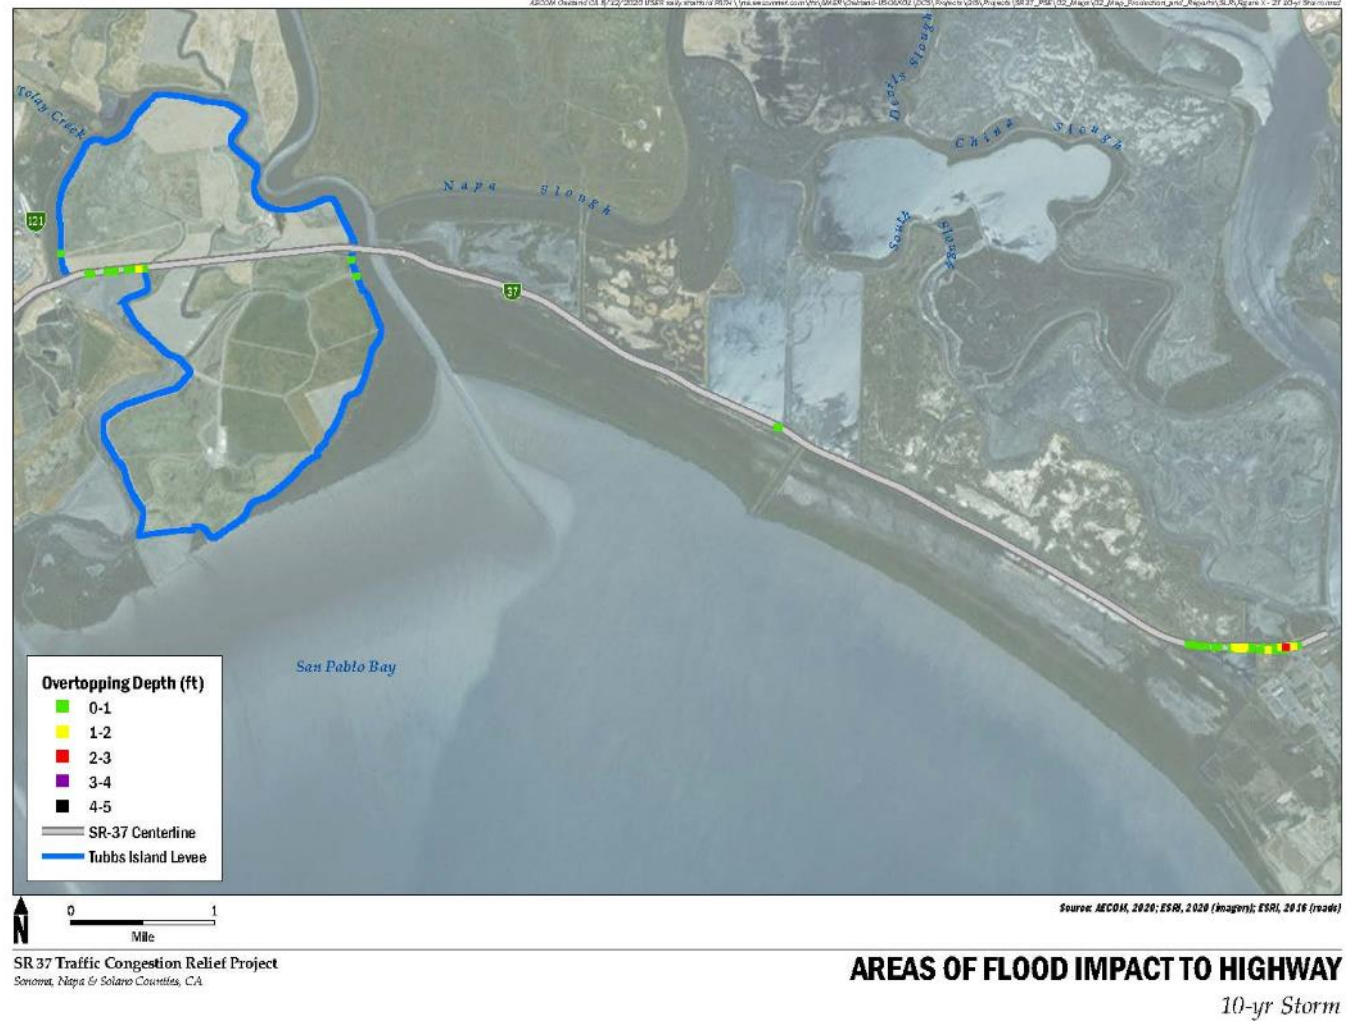 Tolay Creek
121
Napa Slough
Devils Slough
China Slough
South Slough
37
San Pablo Bay
Overtopping Depth (ft)
0-1
1-2
2-3
3-4
4-5
SR-37 Centerline
Tubbs Island Levee
N
0 1
Mile
Source: AECOM, 2020; ESRI, 2020 (imagery); ESRI, 2016 (roads)
SR 37 Traffic Congestion Relief Project
Sonoma, Napa & Solano Counties, CA
AREAS OF FLOOD IMPACT TO HIGHWAY
10-yr Storm